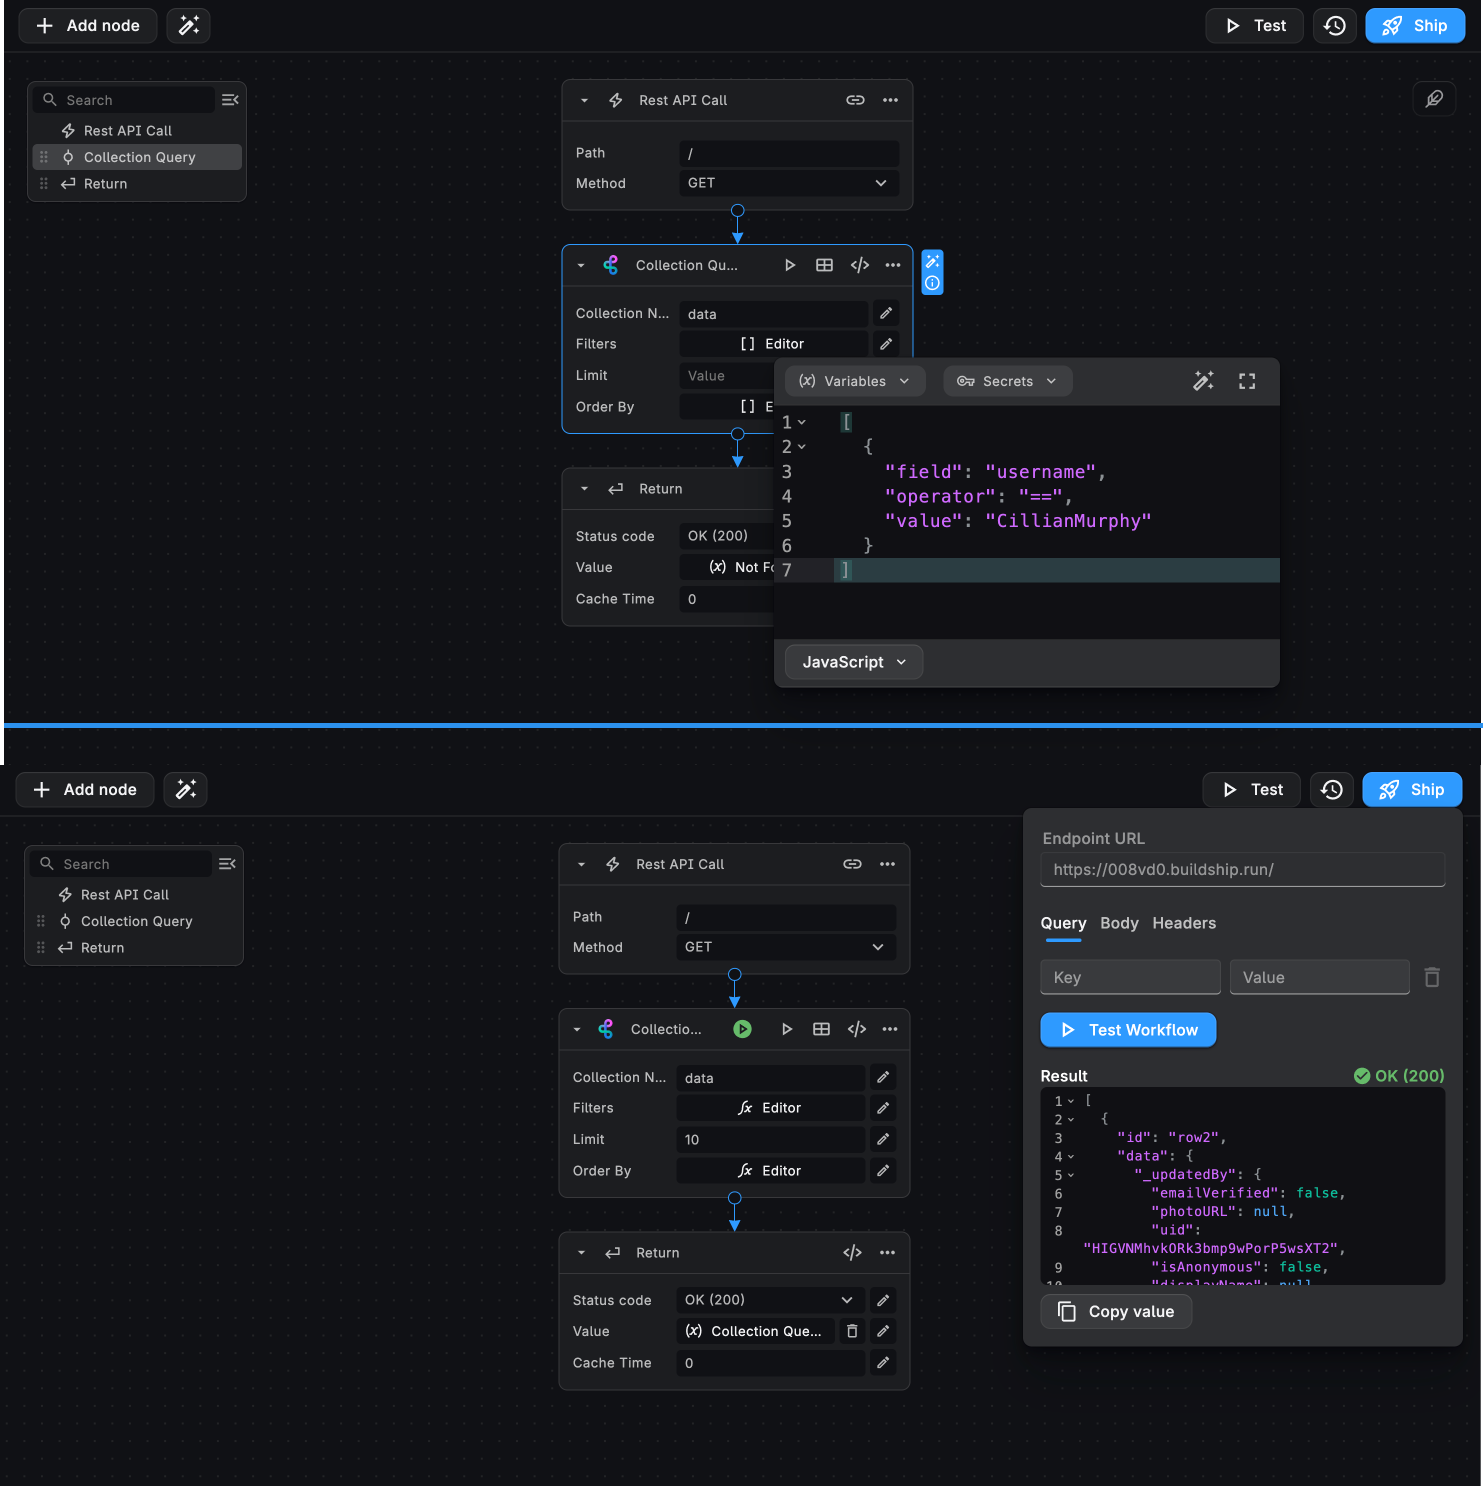 Add node
Test
Ship
Search
Rest API Call
Collection Query
Return
Rest API Call
Path
/
Method
GET
Collection Qu...
Collection N...
data
Filters
[ ] Editor
Limit
Value
Order By
[ ] E
Return
Status code
OK (200)
Value
(x) Not Fo
Cache Time
0
(x) Variables
Secrets
1 [
2 {
3 "field": "username",
4 "operator": "==",
5 "value": "CillianMurphy"
6 }
7 ]
JavaScript
Add node
Test
Ship
Search
Rest API Call
Collection Query
Return
Rest API Call
Path
/
Method
GET
Collectio...
Collection N...
data
Filters
fx Editor
Limit
10
Order By
fx Editor
Return
Status code
OK (200)
Value
(x) Collection Que...
Cache Time
0
Endpoint URL
https://008vd0.buildship.run/
Query Body Headers
Key
Value
Test Workflow
Result
OK (200)
1 [
2 {
3 "id": "row2",
4 "data": {
5 "_updatedBy": {
6 "emailVerified": false,
7 "photoURL": null,
8 "uid":
"HIGVNMhvkORk3bmp9wPorP5wsXT2",
9 "isAnonymous": false,
10 "displayName": null
Copy value